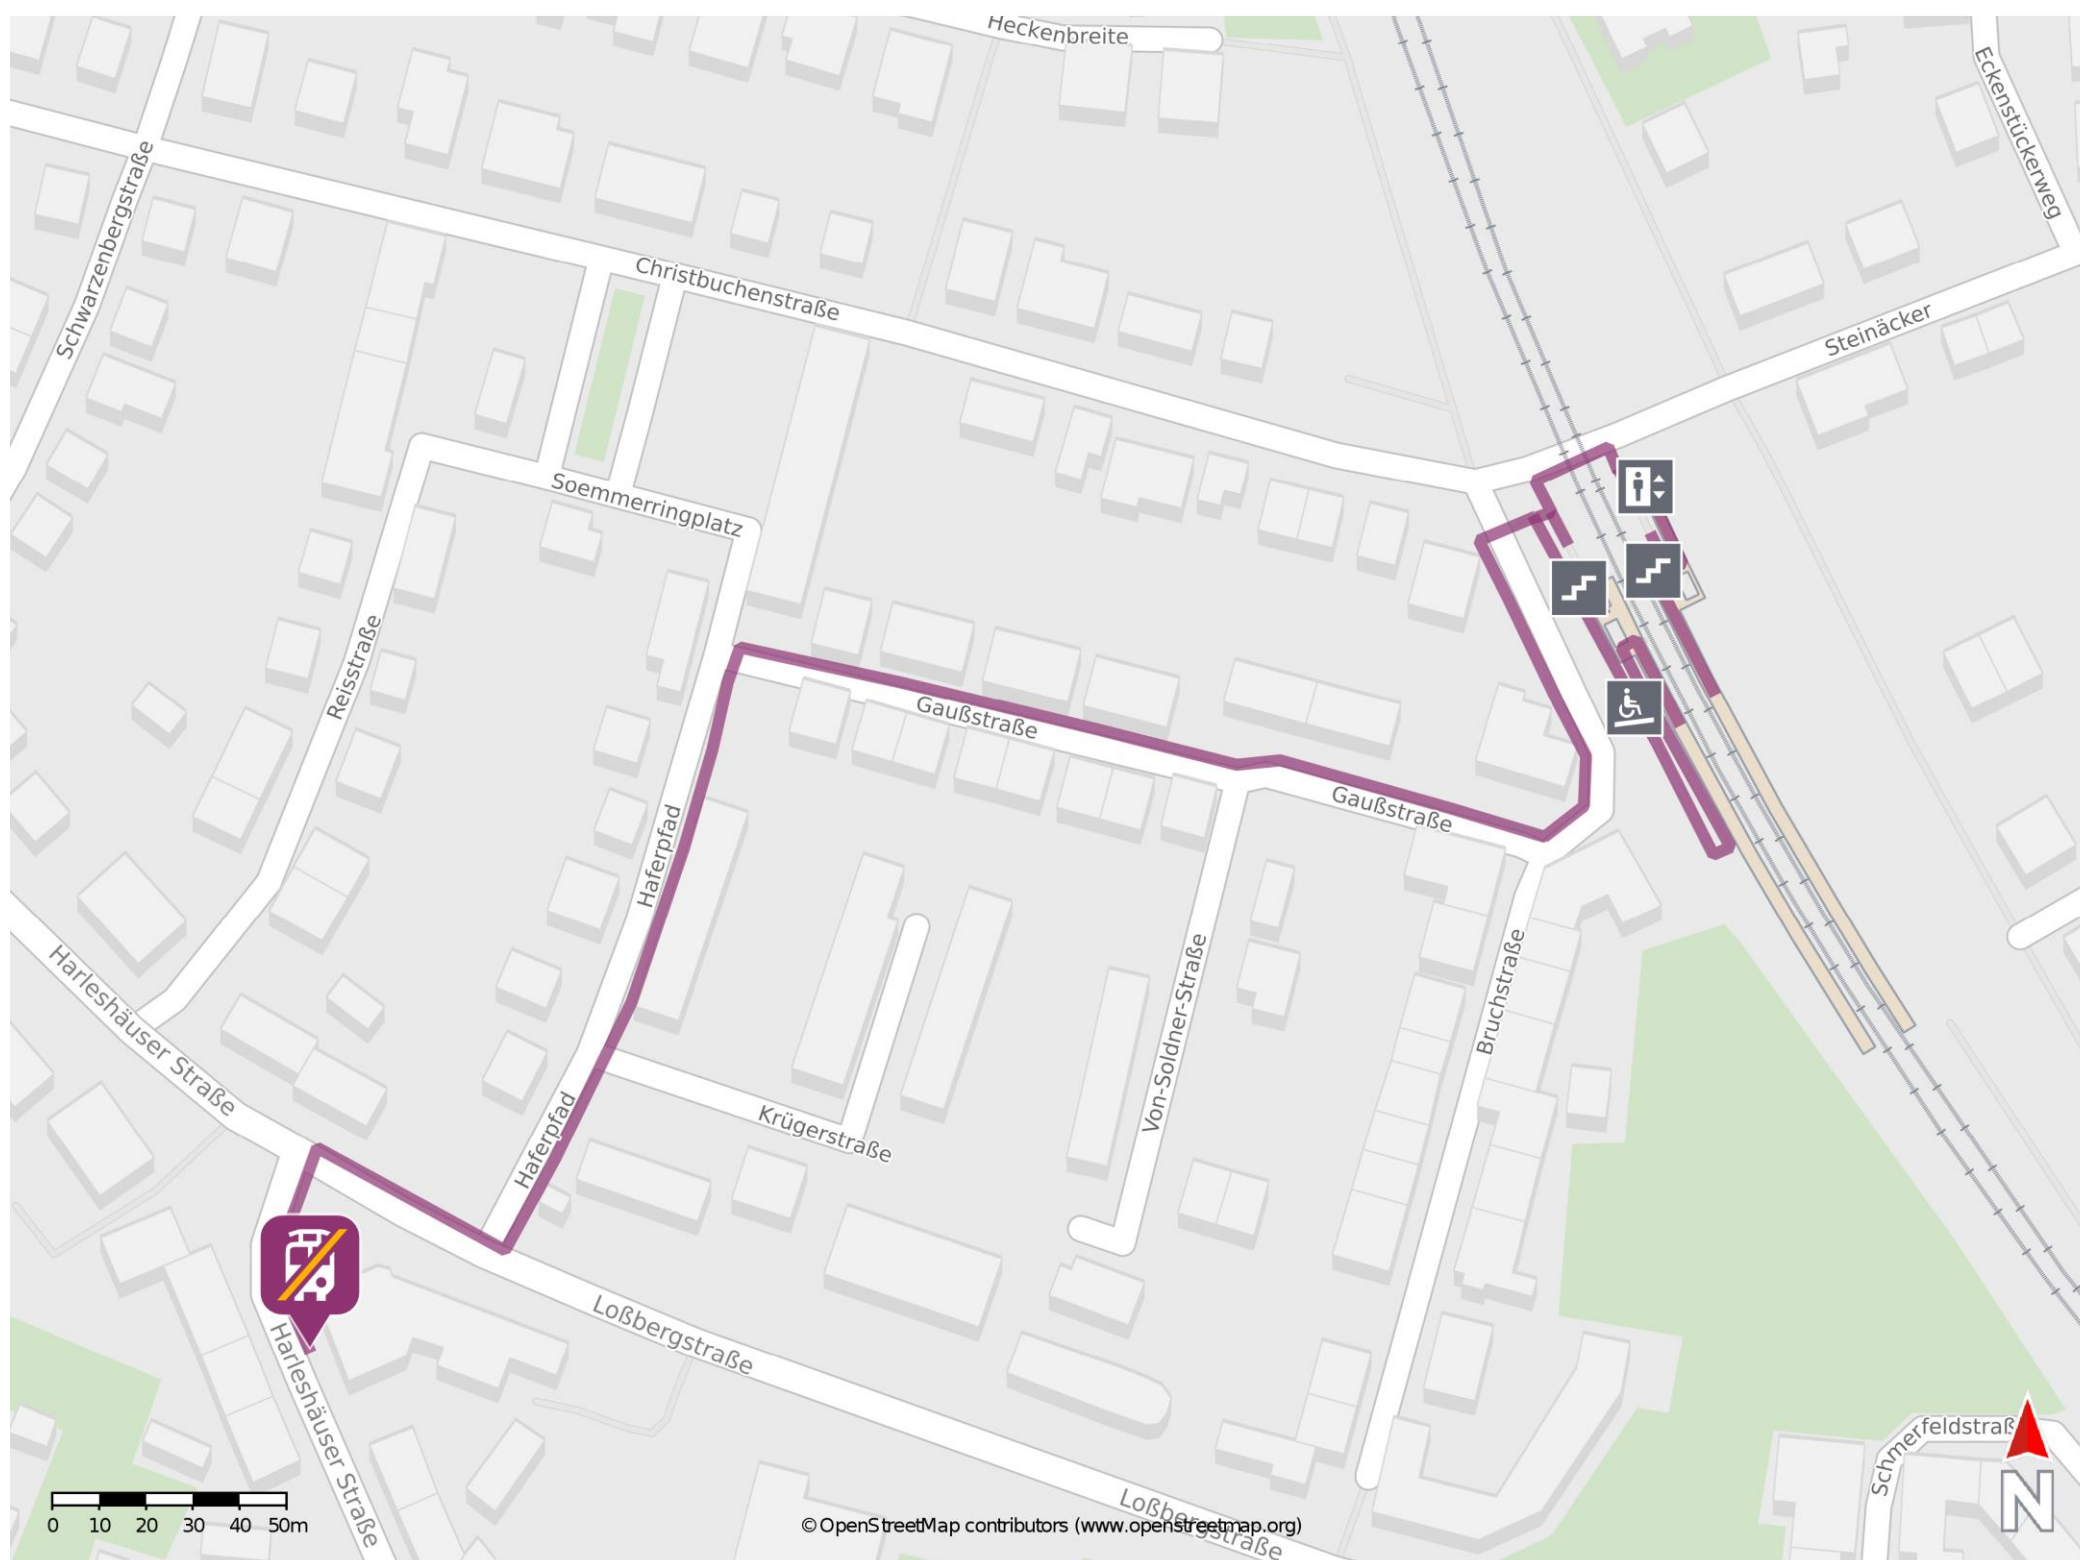 Heckenbreite
Eckenstückerweg
Schwarzenbergstraße
Christbuchenstraße
Steinäcker
Soemmerringplatz
Reisstraße
Gaußstraße
Gaußstraße
Haferpfad
Harleshäuser Straße
Von-Soldner-Straße
Bruchstraße
Haferpfad
Krügerstraße
Loßbergstraße
Harleshäuser Straße
Schmerfeldstraß
N
Loßbergstraße
0 10 20 30 40 50m
© OpenStreetMap contributors (www.openstreetmap.org)